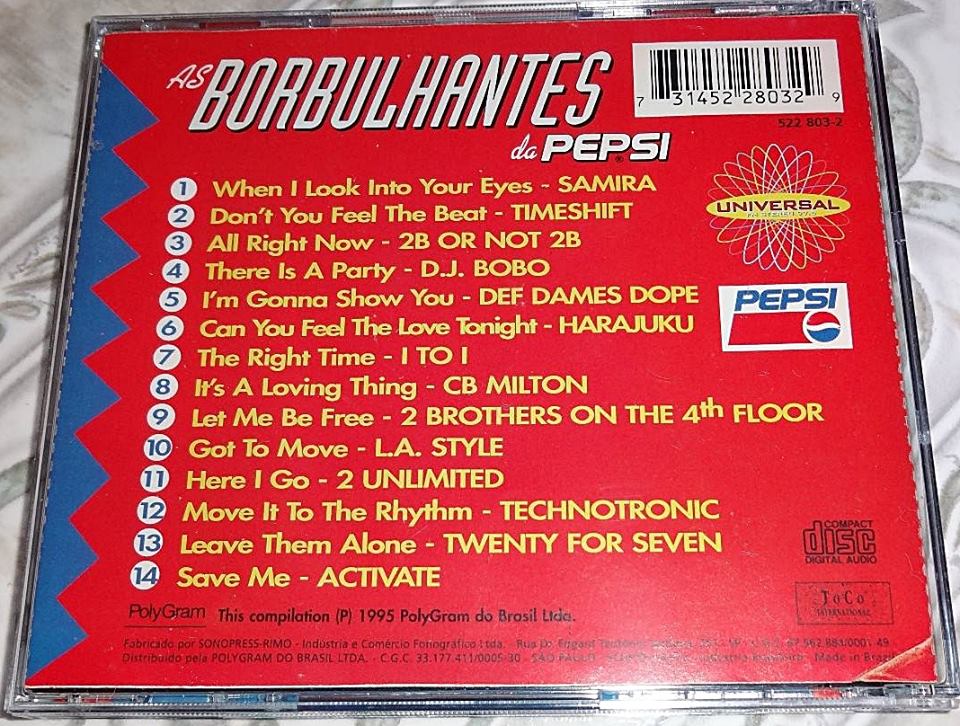 AS BORBULHANTES
da PEPSI
7 31452 28032 9
522 803-2
1 When I Look Into Your Eyes - SAMIRA
2 Don't You Feel The Beat - TIMESHIFT
3 All Right Now - 2B OR NOT 2B
4 There Is A Party - D.J. BOBO
5 I'm Gonna Show You - DEF DAMES DOPE
6 Can You Feel The Love Tonight - HARAJUKU
7 The Right Time - I TO I
8 It's A Loving Thing - CB MILTON
9 Let Me Be Free - 2 BROTHERS ON THE 4th FLOOR
10 Got To Move - L.A. STYLE
11 Here I Go - 2 UNLIMITED
12 Move It To The Rhythm - TECHNOTRONIC
13 Leave Them Alone - TWENTY FOR SEVEN
14 Save Me - ACTIVATE
UNIVERSAL
PEPSI
COMPACT
disc
DIGITAL AUDIO
ToCo
INTERNATIONAL
PolyGram This compilation (P) 1995 PolyGram do Brasil Ltda.
Fabricado por SONOPRESS-RIMO - Indústria e Comércio Fonográfico Ltda. - Rua Dr. Edgard
Distribuído pela POLYGRAM DO BRASIL LTDA. - C.G.C. 33.177.411/0005-30 - SÃO PAULO - Indústria Brasileira - Made in Brazil